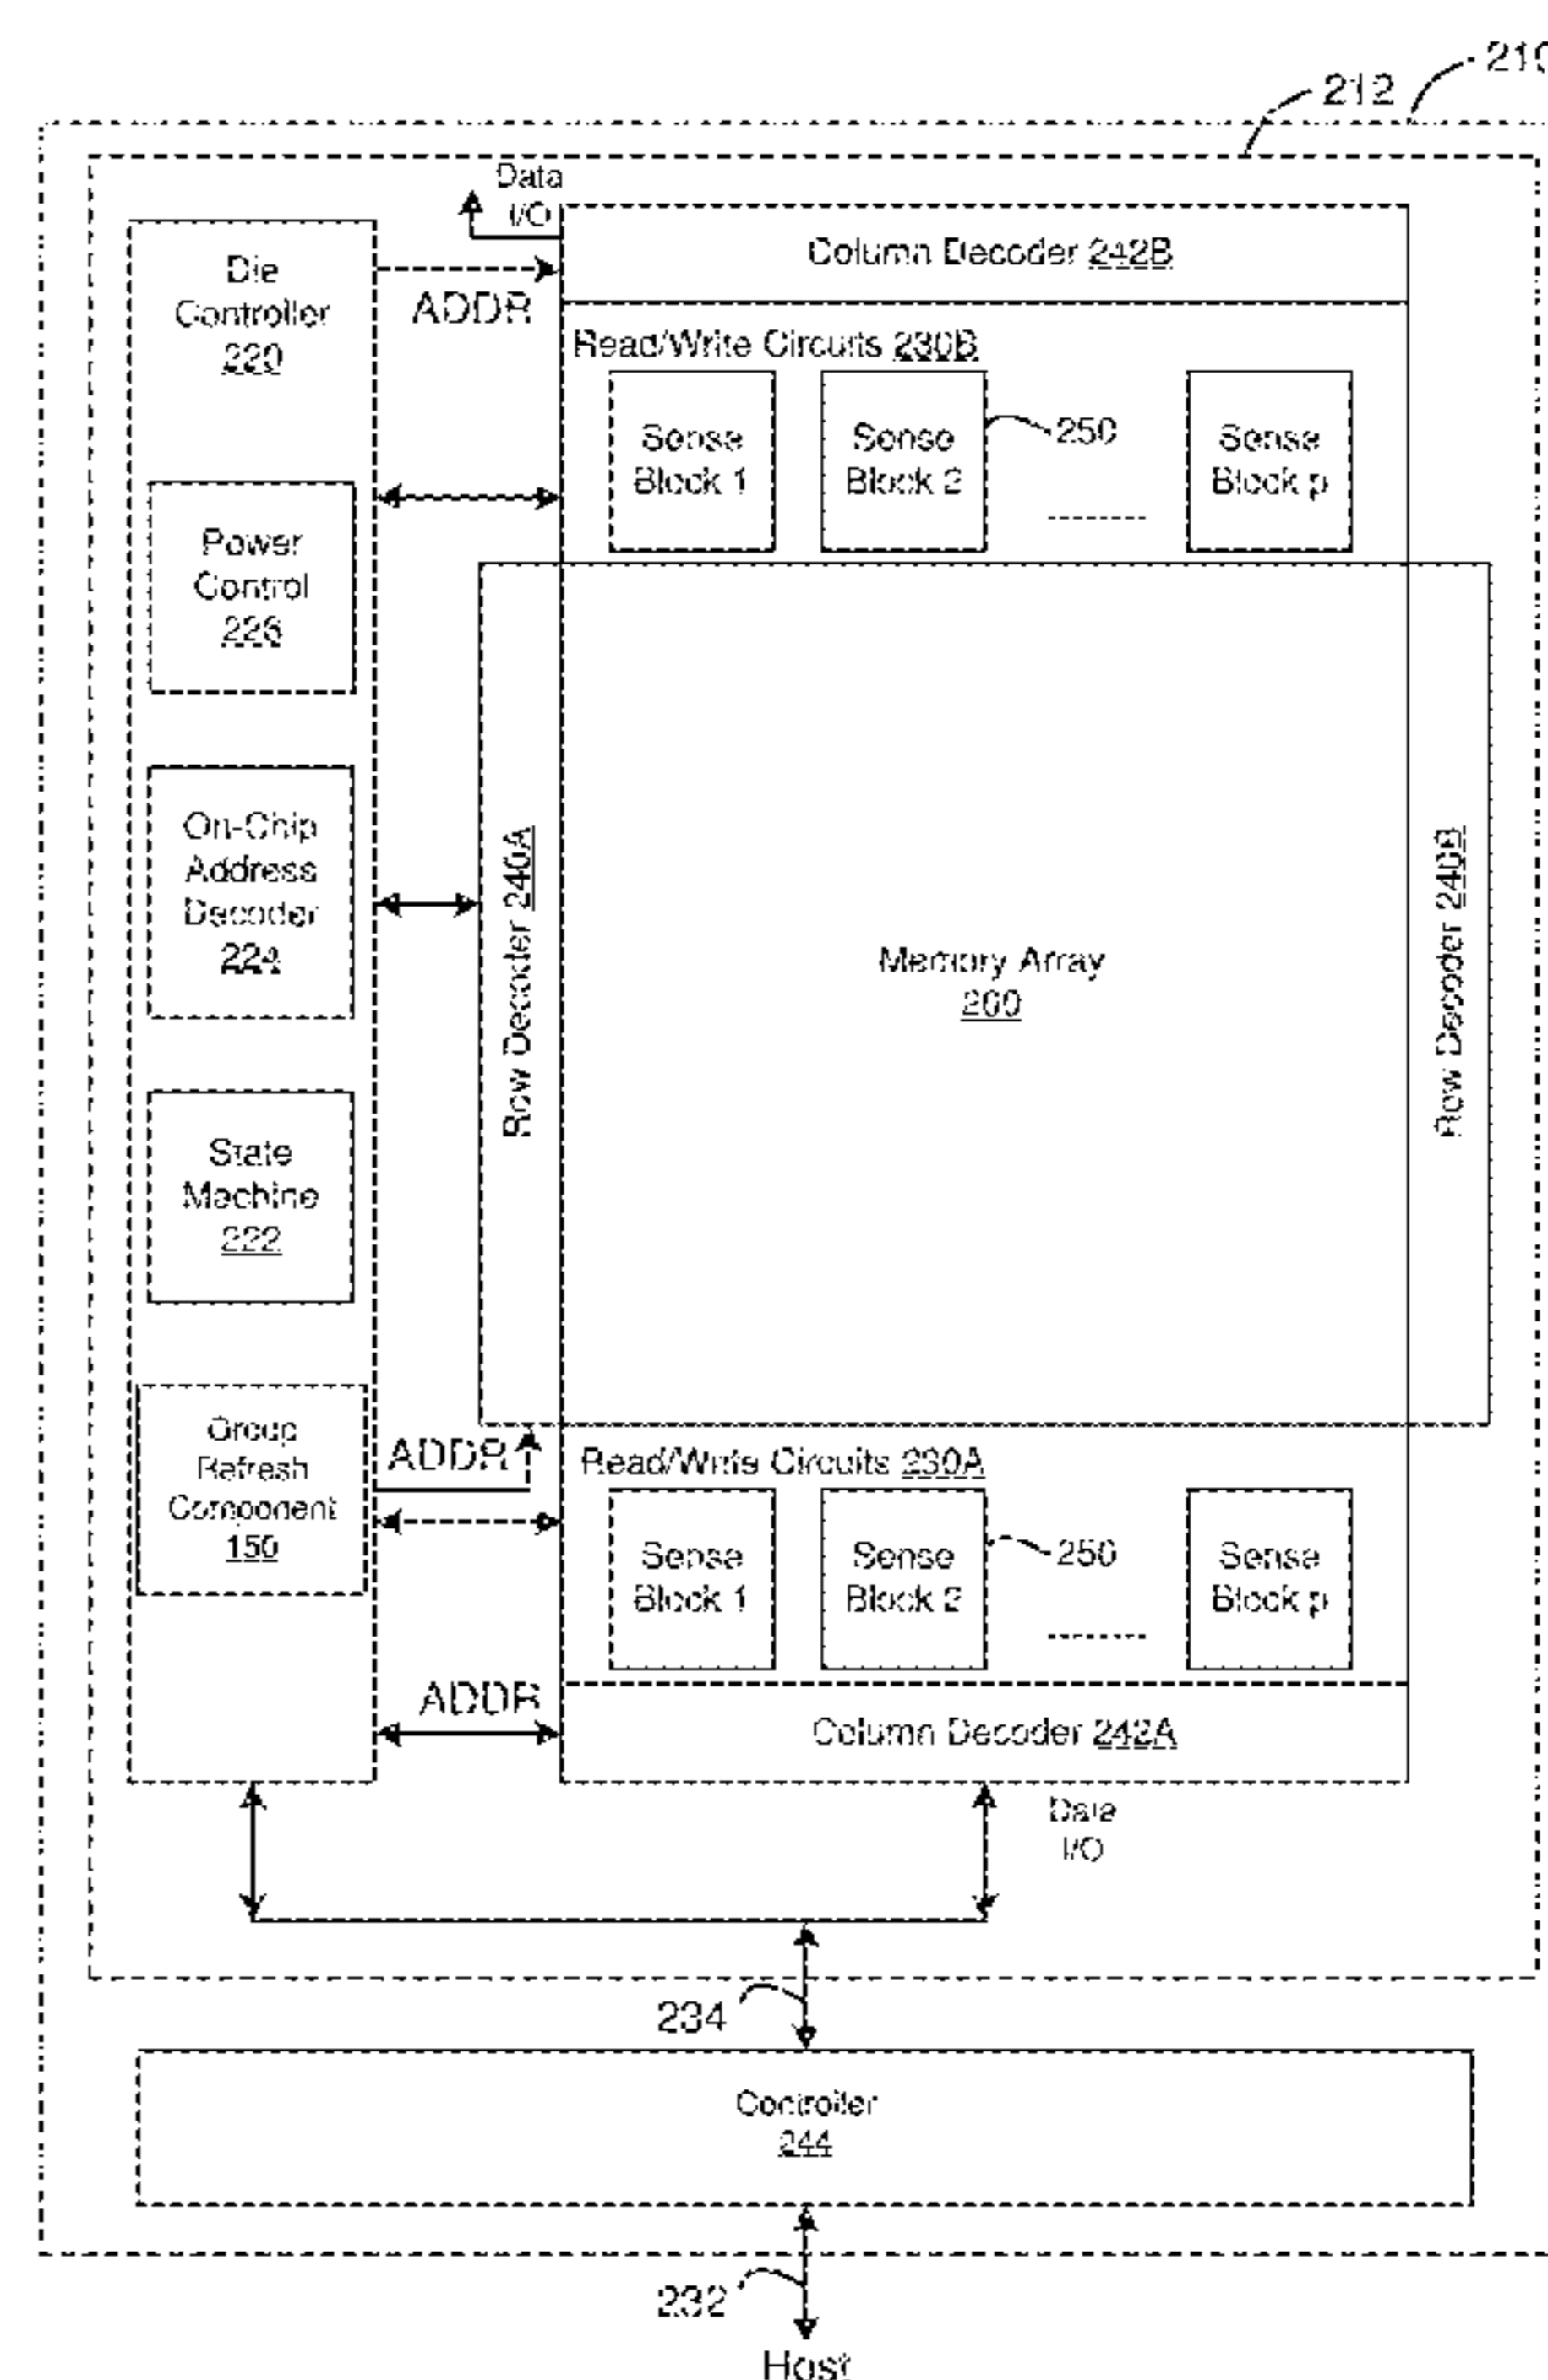 210
212
Data
I/O
Column Decoder 242B
Die
Controller
220
ADDR
Read/Write Circuits 230B
Sense
Block 1
Sense
Block 2
250
Sense
Block p
Power
Control
226
On-Chip
Address
Decoder
224
Row Decoder 240A
Memory Array
200
Row Decoder 240B
State
Machine
222
Group
Refresh
Component
150
ADDR
Read/Write Circuits 230A
Sense
Block 1
Sense
Block 2
250
Sense
Block p
ADDR
Column Decoder 242A
Data
I/O
234
Controller
244
232
Host